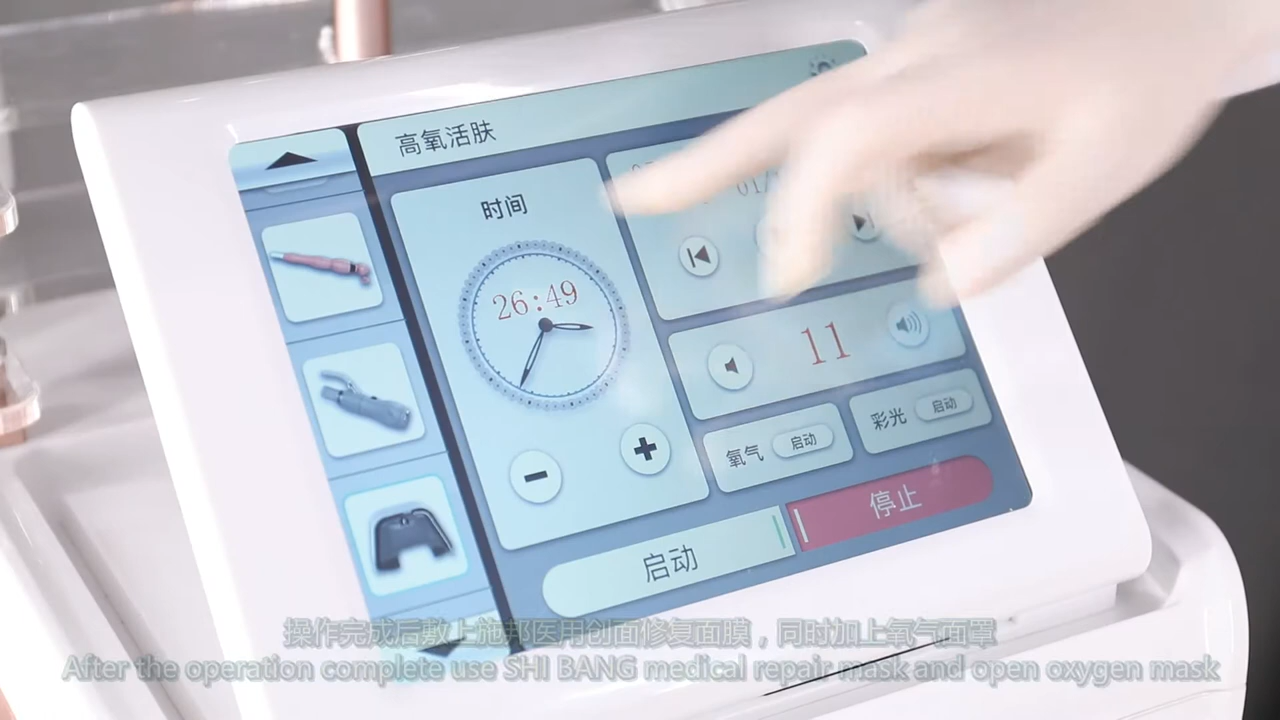 高氧活肤
时间
01/
26:49
11
氧气 启动
彩光 启动
启动
停止
操作完成后敷上施邦医用创面修复面膜，同时加上氧气面罩
After the operation complete use SHI BANG medical repair mask and open oxygen mask